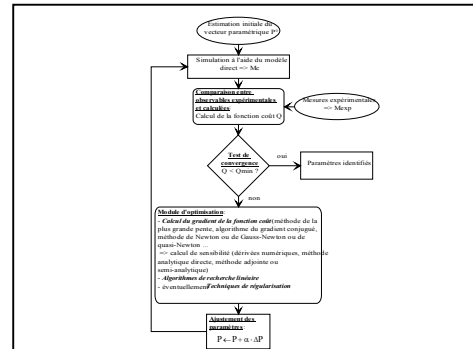 Estimation initiale du
vecteur paramétrique P°
Simulation à l'aide du modèle
direct => Mc
Comparaison entre
observables expérimentales
et calculées:
Calcul de la fonction coût Q
Mesures expérimentales
=> Mexp
Test de
convergence
Q < Qmin ?
oui
Paramètres identifiés
non
Module d'optimisation:
- Calcul du gradient de la fonction coût (méthode de la
plus grande pente, algorithme du gradient conjugué,
méthode de Newton ou de Gauss-Newton ou de
quasi-Newton ...
=> calcul de sensibilité (dérivées numériques, méthode
analytique directe, méthode adjointe ou
semi-analytique)
- Algorithmes de recherche linéaire
- éventuellement Techniques de régularisation
Ajustement des
paramètres:
P ← P + α · ΔP